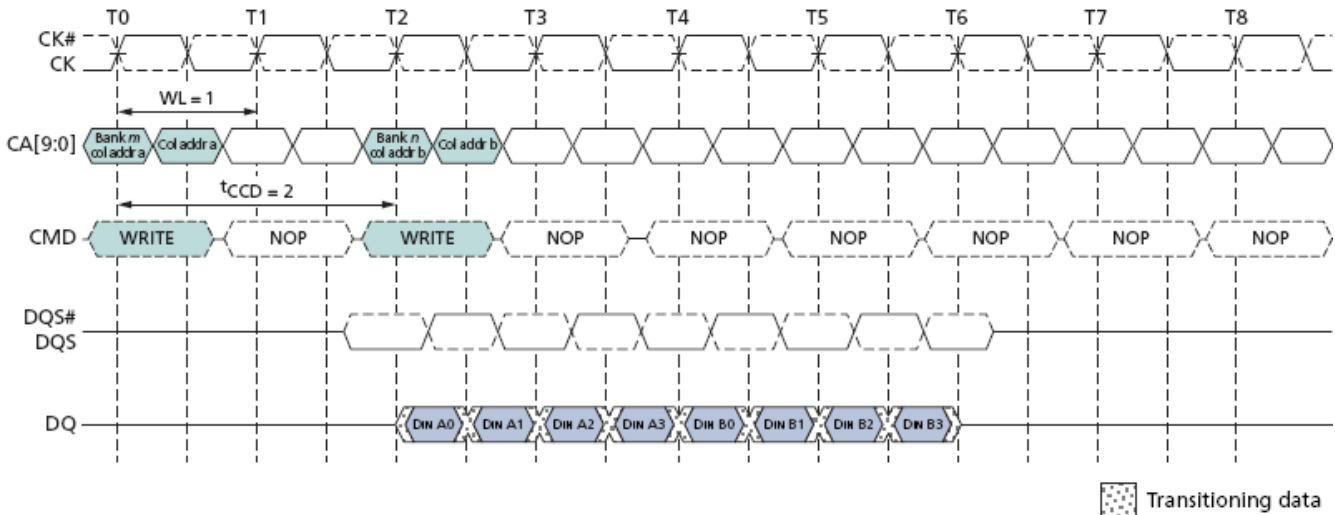 T0 T1 T2 T3 T4 T5 T6 T7 T8
CK#
CK
WL = 1
CA[9:0]
Bank m
col addr a
Col addr a
Bank n
col addr b
Col addr b
tCCD = 2
CMD WRITE NOP WRITE NOP NOP NOP NOP NOP NOP
DQS#
DQS
DQ DIN A0 DIN A1 DIN A2 DIN A3 DIN B0 DIN B1 DIN B2 DIN B3
Transitioning data